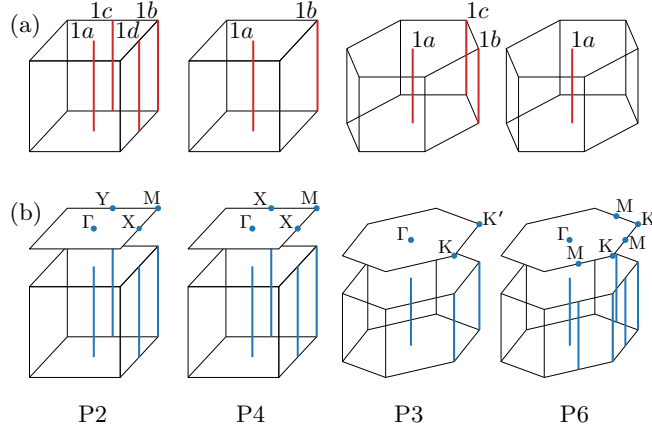 (a) 1a 1c 1d 1b 1a 1b 1a 1c 1b 1a
(b) Y M Γ X X M Γ X Γ K′ K M Γ K M K M
P2 P4 P3 P6